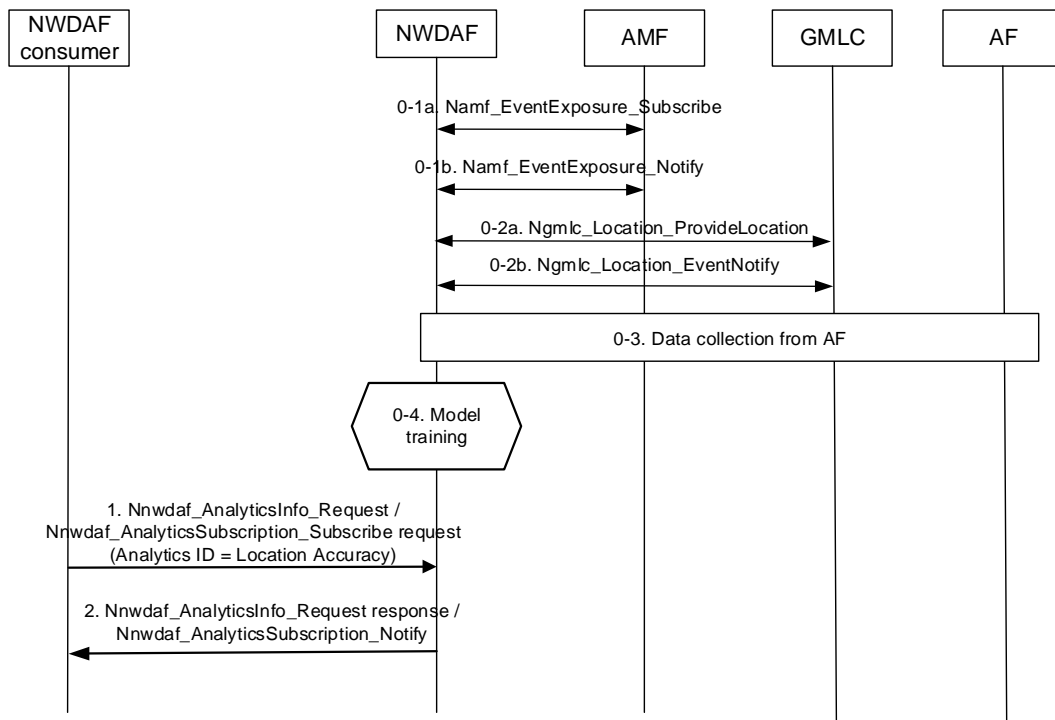 NWDAF
consumer
NWDAF
AMF
GMLC
AF
0-1a. Namf_EventExposure_Subscribe
0-1b. Namf_EventExposure_Notify
0-2a. Ngmlc_Location_ProvideLocation
0-2b. Ngmlc_Location_EventNotify
0-3. Data collection from AF
0-4. Model
training
1. Nnwdaf_AnalyticsInfo_Request /
Nnwdaf_AnalyticsSubscription_Subscribe request
(Analytics ID = Location Accuracy)
2. Nnwdaf_AnalyticsInfo_Request response /
Nnwdaf_AnalyticsSubscription_Notify